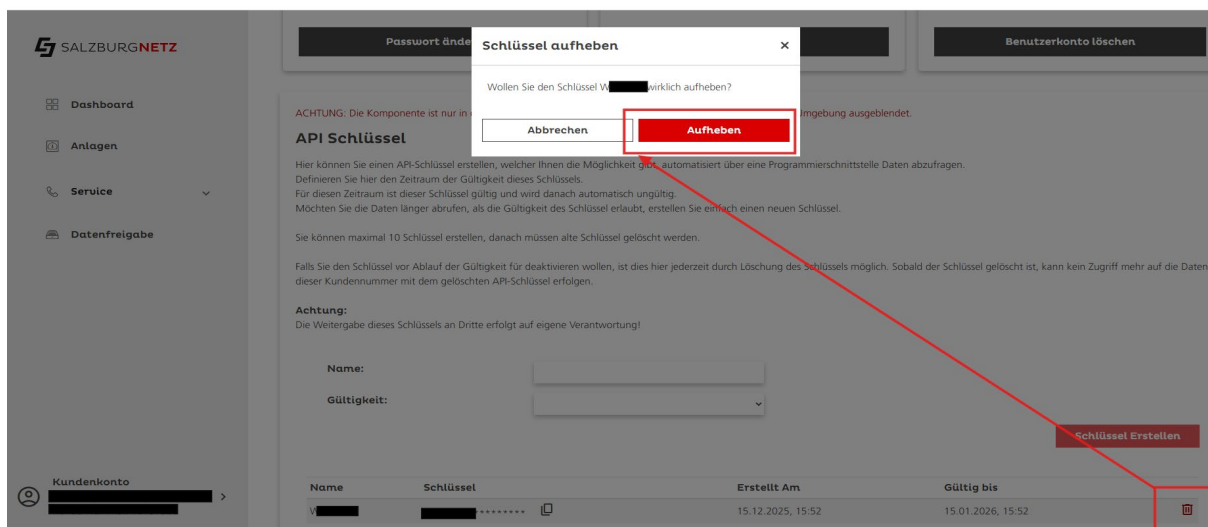 SALZBURGNETZ
Dashboard
Anlagen
Service
Datenfreigabe
Kundenkonto
Passwort ände
Benutzerkonto löschen
Schlüssel aufheben
Wollen Sie den Schlüssel W wirklich aufheben?
Abbrechen
Aufheben
ACHTUNG: Die Komponente ist nur in Umgebung ausgeblendet.
API Schlüssel
Hier können Sie einen API-Schlüssel erstellen, welcher Ihnen die Möglichkeit gibt, automatisiert über eine Programmierschnittstelle Daten abzufragen.
Definieren Sie hier den Zeitraum der Gültigkeit dieses Schlüssels.
Für diesen Zeitraum ist dieser Schlüssel gültig und wird danach automatisch ungültig.
Möchten Sie die Daten länger abrufen, als die Gültigkeit des Schlüssel erlaubt, erstellen Sie einfach einen neuen Schlüssel.
Sie können maximal 10 Schlüssel erstellen, danach müssen alte Schlüssel gelöscht werden.
Falls Sie den Schlüssel vor Ablauf der Gültigkeit für deaktivieren wollen, ist dies hier jederzeit durch Löschung des Schlüssels möglich. Sobald der Schlüssel gelöscht ist, kann kein Zugriff mehr auf die Daten
dieser Kundennummer mit dem gelöschten API-Schlüssel erfolgen.
Achtung:
Die Weitergabe dieses Schlüssels an Dritte erfolgt auf eigene Verantwortung!
Name:
Gültigkeit:
Schlüssel Erstellen
Name Schlüssel Erstellt Am Gültig bis
W ******** 15.12.2025, 15:52 15.01.2026, 15:52